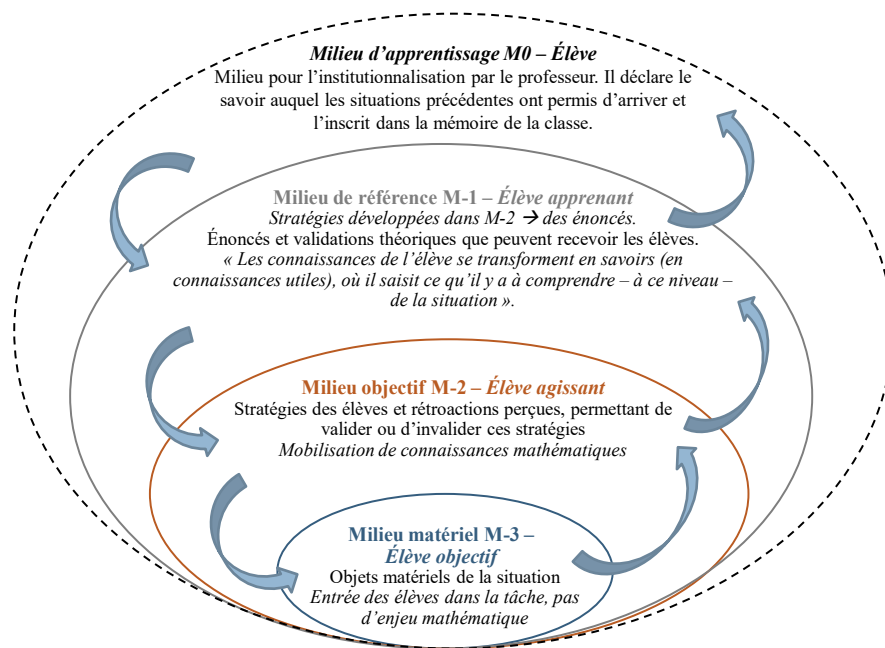 Milieu d’apprentissage M0 – Élève
Milieu pour l’institutionnalisation par le professeur. Il déclare le
savoir auquel les situations précédentes ont permis d’arriver et
l’inscrit dans la mémoire de la classe.
Milieu de référence M-1 – Élève apprenant
Stratégies développées dans M-2 → des énoncés.
Énoncés et validations théoriques que peuvent recevoir les élèves.
« Les connaissances de l’élève se transforment en savoirs (en
connaissances utiles), où il saisit ce qu’il y a à comprendre – à ce niveau –
de la situation ».
Milieu objectif M-2 – Élève agissant
Stratégies des élèves et rétroactions perçues, permettant de
valider ou d’invalider ces stratégies
Mobilisation de connaissances mathématiques
Milieu matériel M-3 –
Élève objectif
Objets matériels de la situation
Entrée des élèves dans la tâche, pas
d’enjeu mathématique